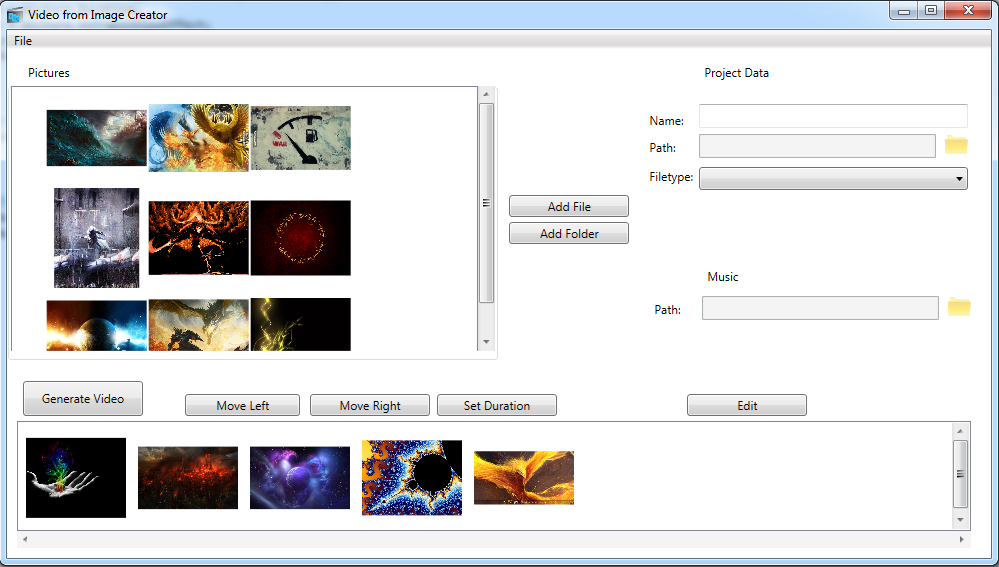 Video from Image Creator
File
Pictures
Project Data
Name:
Path:
Filetype:
Add File
Add Folder
Music
Path:
Generate Video
Move Left
Move Right
Set Duration
Edit